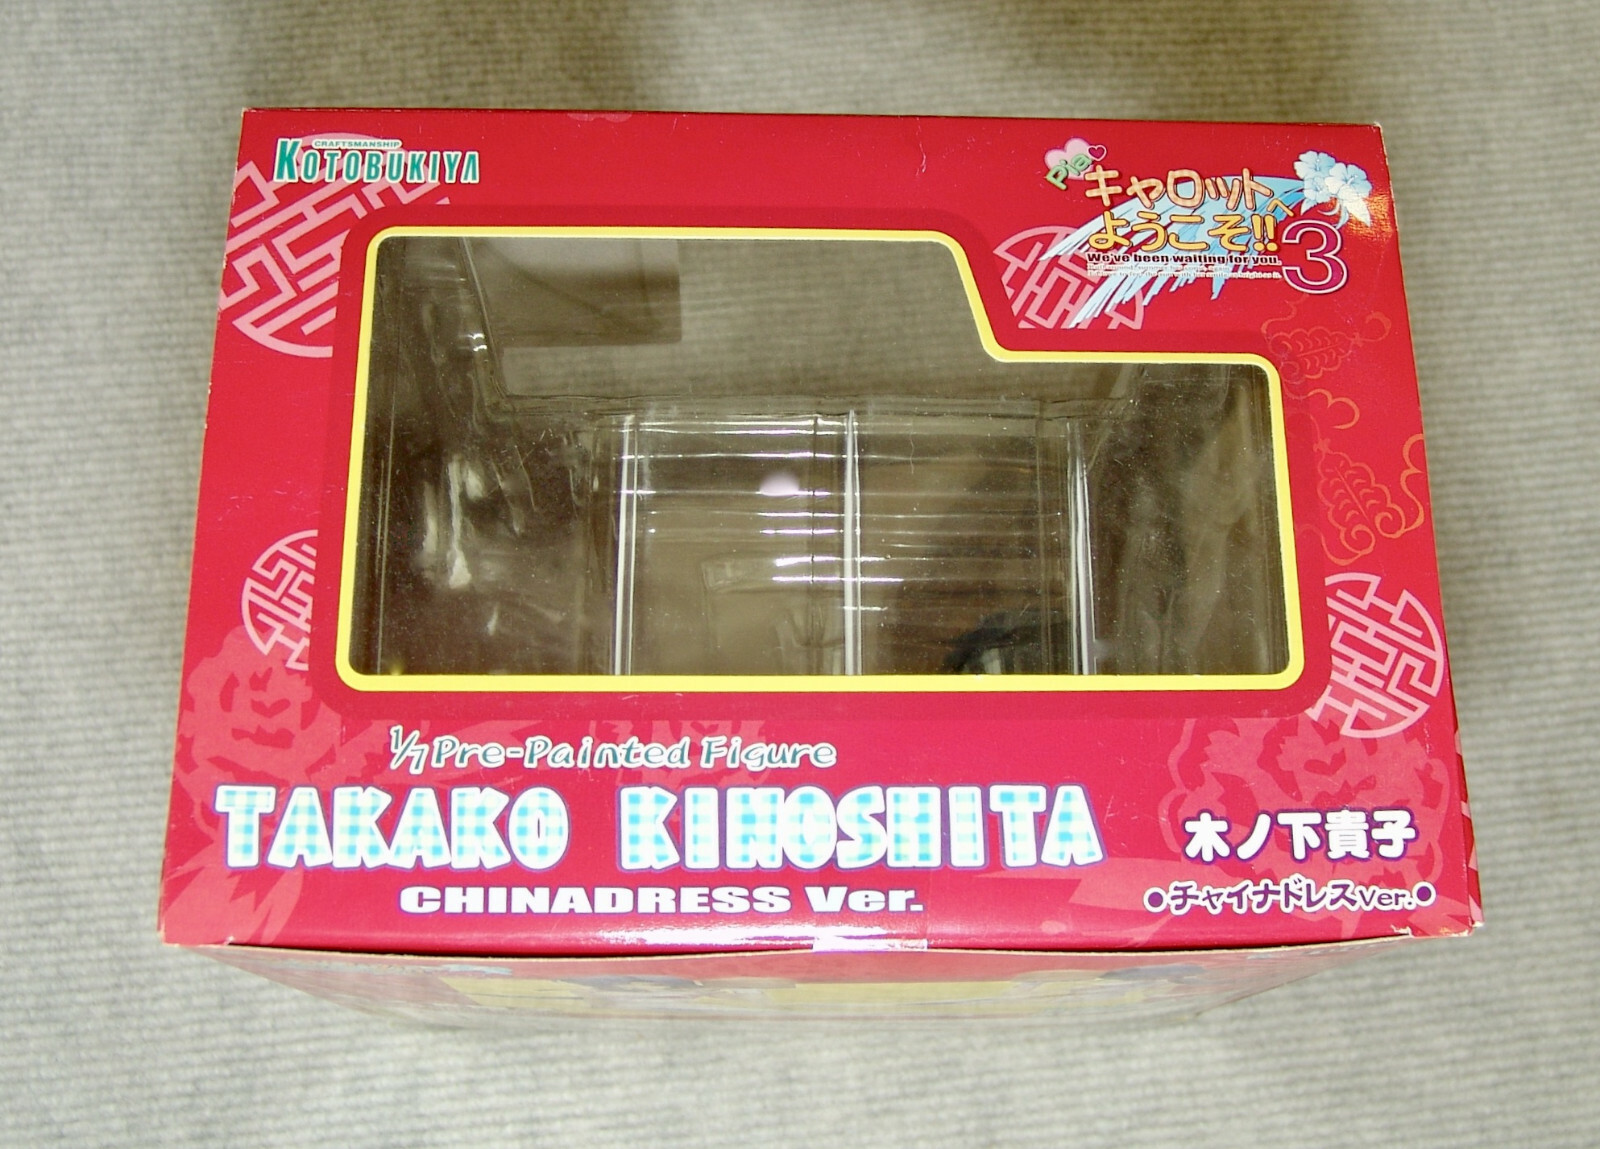 CRAFTSMANSHIP
KOTOBUKIYA
Pia
キャロットへ
ようこそ!!
3
We've been waiting for you.
1/7 Pre-Painted Figure
TAKAKO KINOSHITA
CHINADRESS Ver.
木ノ下貴子
●チャイナドレスver.●